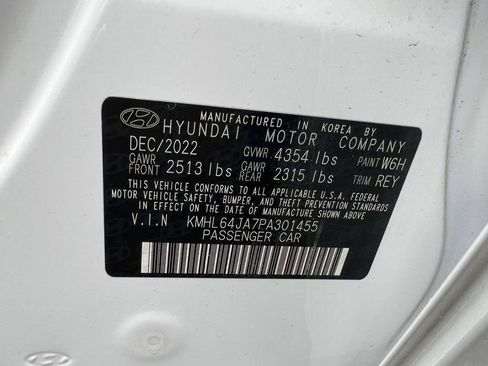 MANUFACTURED IN KOREA BY
HYUNDAI MOTOR COMPANY
DEC/2022 GVWR 4354 lbs PAINT W6H
GAWR FRONT 2513 lbs GAWR REAR 2315 lbs TRIM REY
THIS VEHICLE CONFORMS TO ALL APPLICABLE U.S.A. FEDERAL
MOTOR VEHICLE SAFETY, BUMPER, AND THEFT PREVENTION
STANDARDS IN EFFECT ON THE DATE OF MANUFACTURE SHOWN ABOVE.
V.I.N KMHL64JA7PA301455
PASSENGER CAR